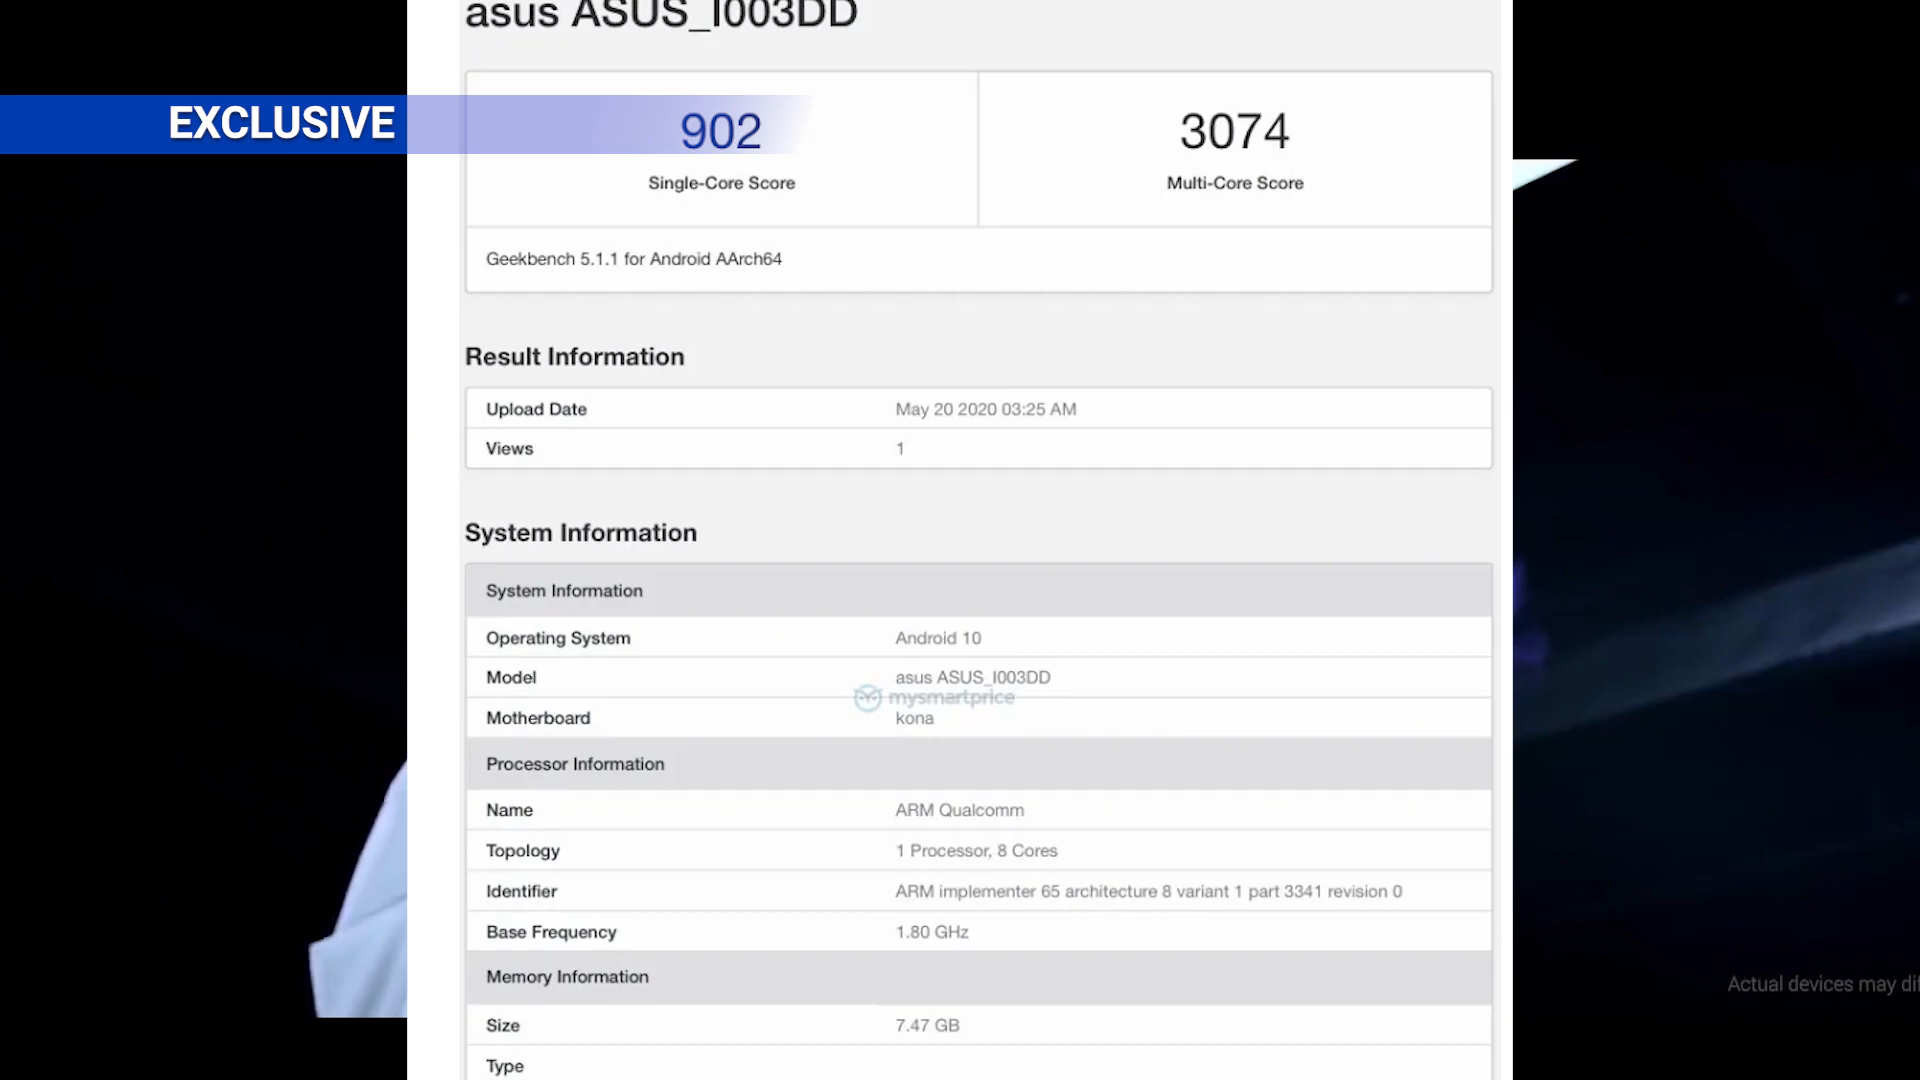 asus ASUS_I003DD
EXCLUSIVE
902
3074
Single-Core Score
Multi-Core Score
Geekbench 5.1.1 for Android AArch64
Result Information
Upload Date May 20 2020 03:25 AM
Views 1
System Information
System Information
Operating System Android 10
Model asus ASUS_I003DD
mysmartprice
Motherboard kona
Processor Information
Name ARM Qualcomm
Topology 1 Processor, 8 Cores
Identifier ARM implementer 65 architecture 8 variant 1 part 3341 revision 0
Base Frequency 1.80 GHz
Memory Information
Actual devices may dif
Size 7.47 GB
Type